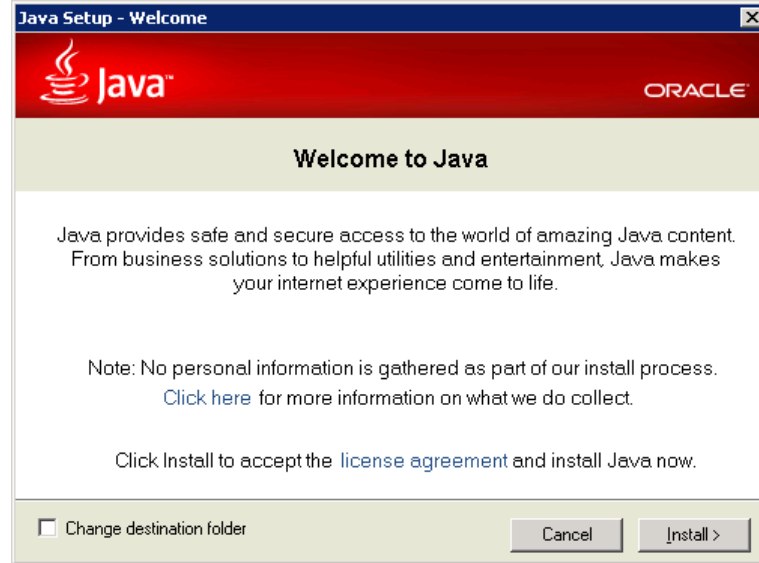 Java Setup - Welcome
Java™
ORACLE
Welcome to Java
Java provides safe and secure access to the world of amazing Java content.
From business solutions to helpful utilities and entertainment, Java makes
your internet experience come to life.
Note: No personal information is gathered as part of our install process.
Click here for more information on what we do collect.
Click Install to accept the license agreement and install Java now.
Change destination folder
Cancel
Install >